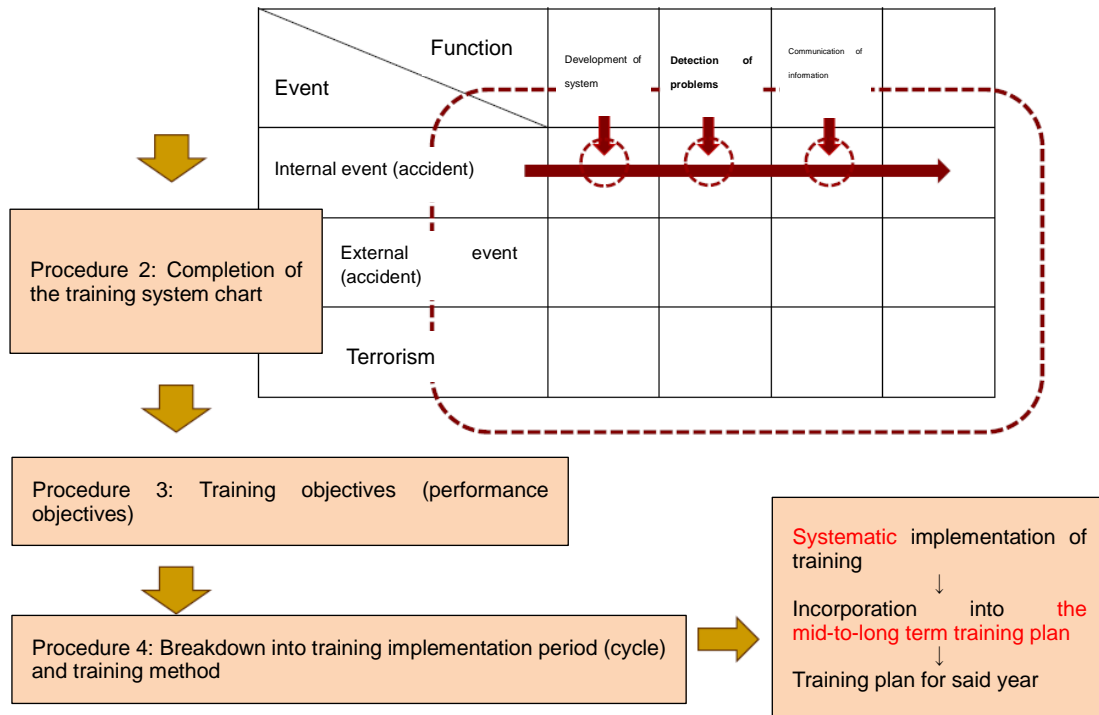 Function
Event
Development of
system
Detection of
problems
Communication of
information
Internal event (accident)
External event
(accident)
Terrorism
Procedure 2: Completion of
the training system chart
Procedure 3: Training objectives (performance
objectives)
Procedure 4: Breakdown into training implementation period (cycle)
and training method
Systematic implementation of
training
↓
Incorporation into the
mid-to-long term training plan
↓
Training plan for said year